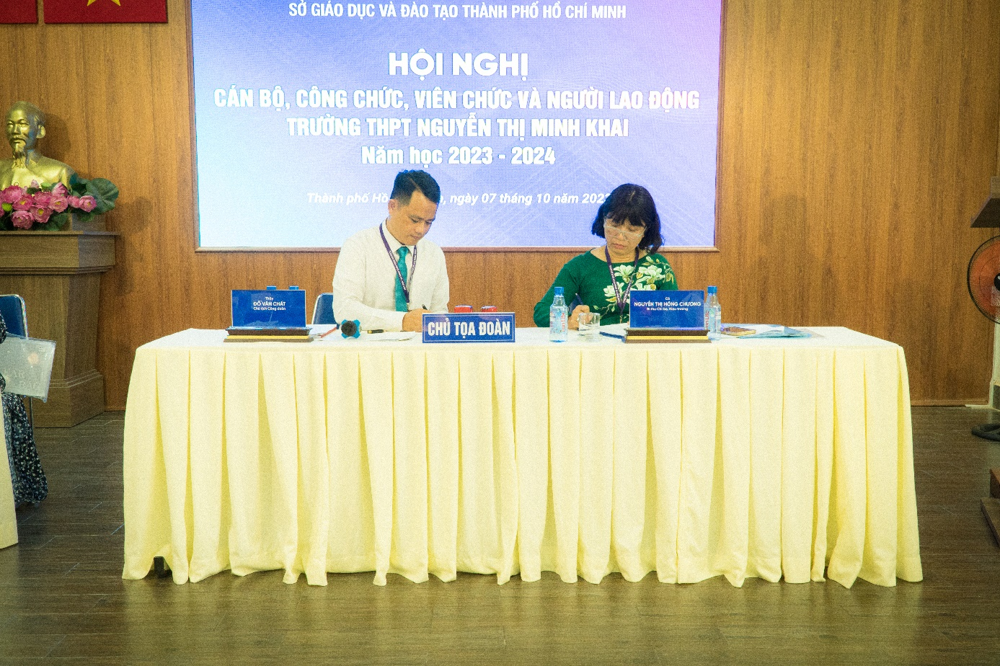 SỞ GIÁO DỤC VÀ ĐÀO TẠO THÀNH PHỐ HỒ CHÍ MINH
HỘI NGHỊ
CÁN BỘ, CÔNG CHỨC, VIÊN CHỨC VÀ NGƯỜI LAO ĐỘNG
TRƯỜNG THPT NGUYỄN THỊ MINH KHAI
Năm học 2023 - 2024
Thành phố Hồ ngày 07 tháng 10 năm 2023
Thầy
ĐỖ VĂN CHẤT
Chủ tịch Công đoàn
CHỦ TỌA ĐOÀN
Cô
NGUYỄN THỊ HỒNG CHƯƠNG
Bí thư Chi bộ, Hiệu trưởng